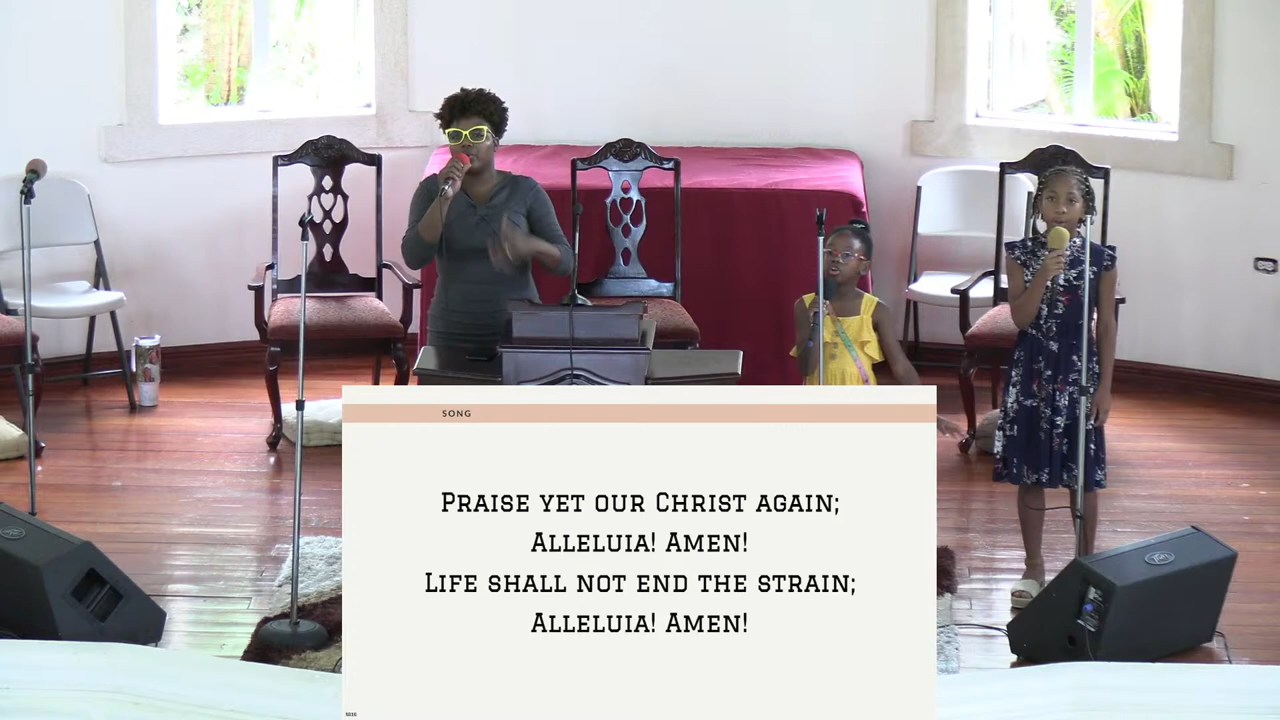 SONG
Praise yet our Christ again;
Alleluia! Amen!
Life shall not end the strain;
Alleluia! Amen!